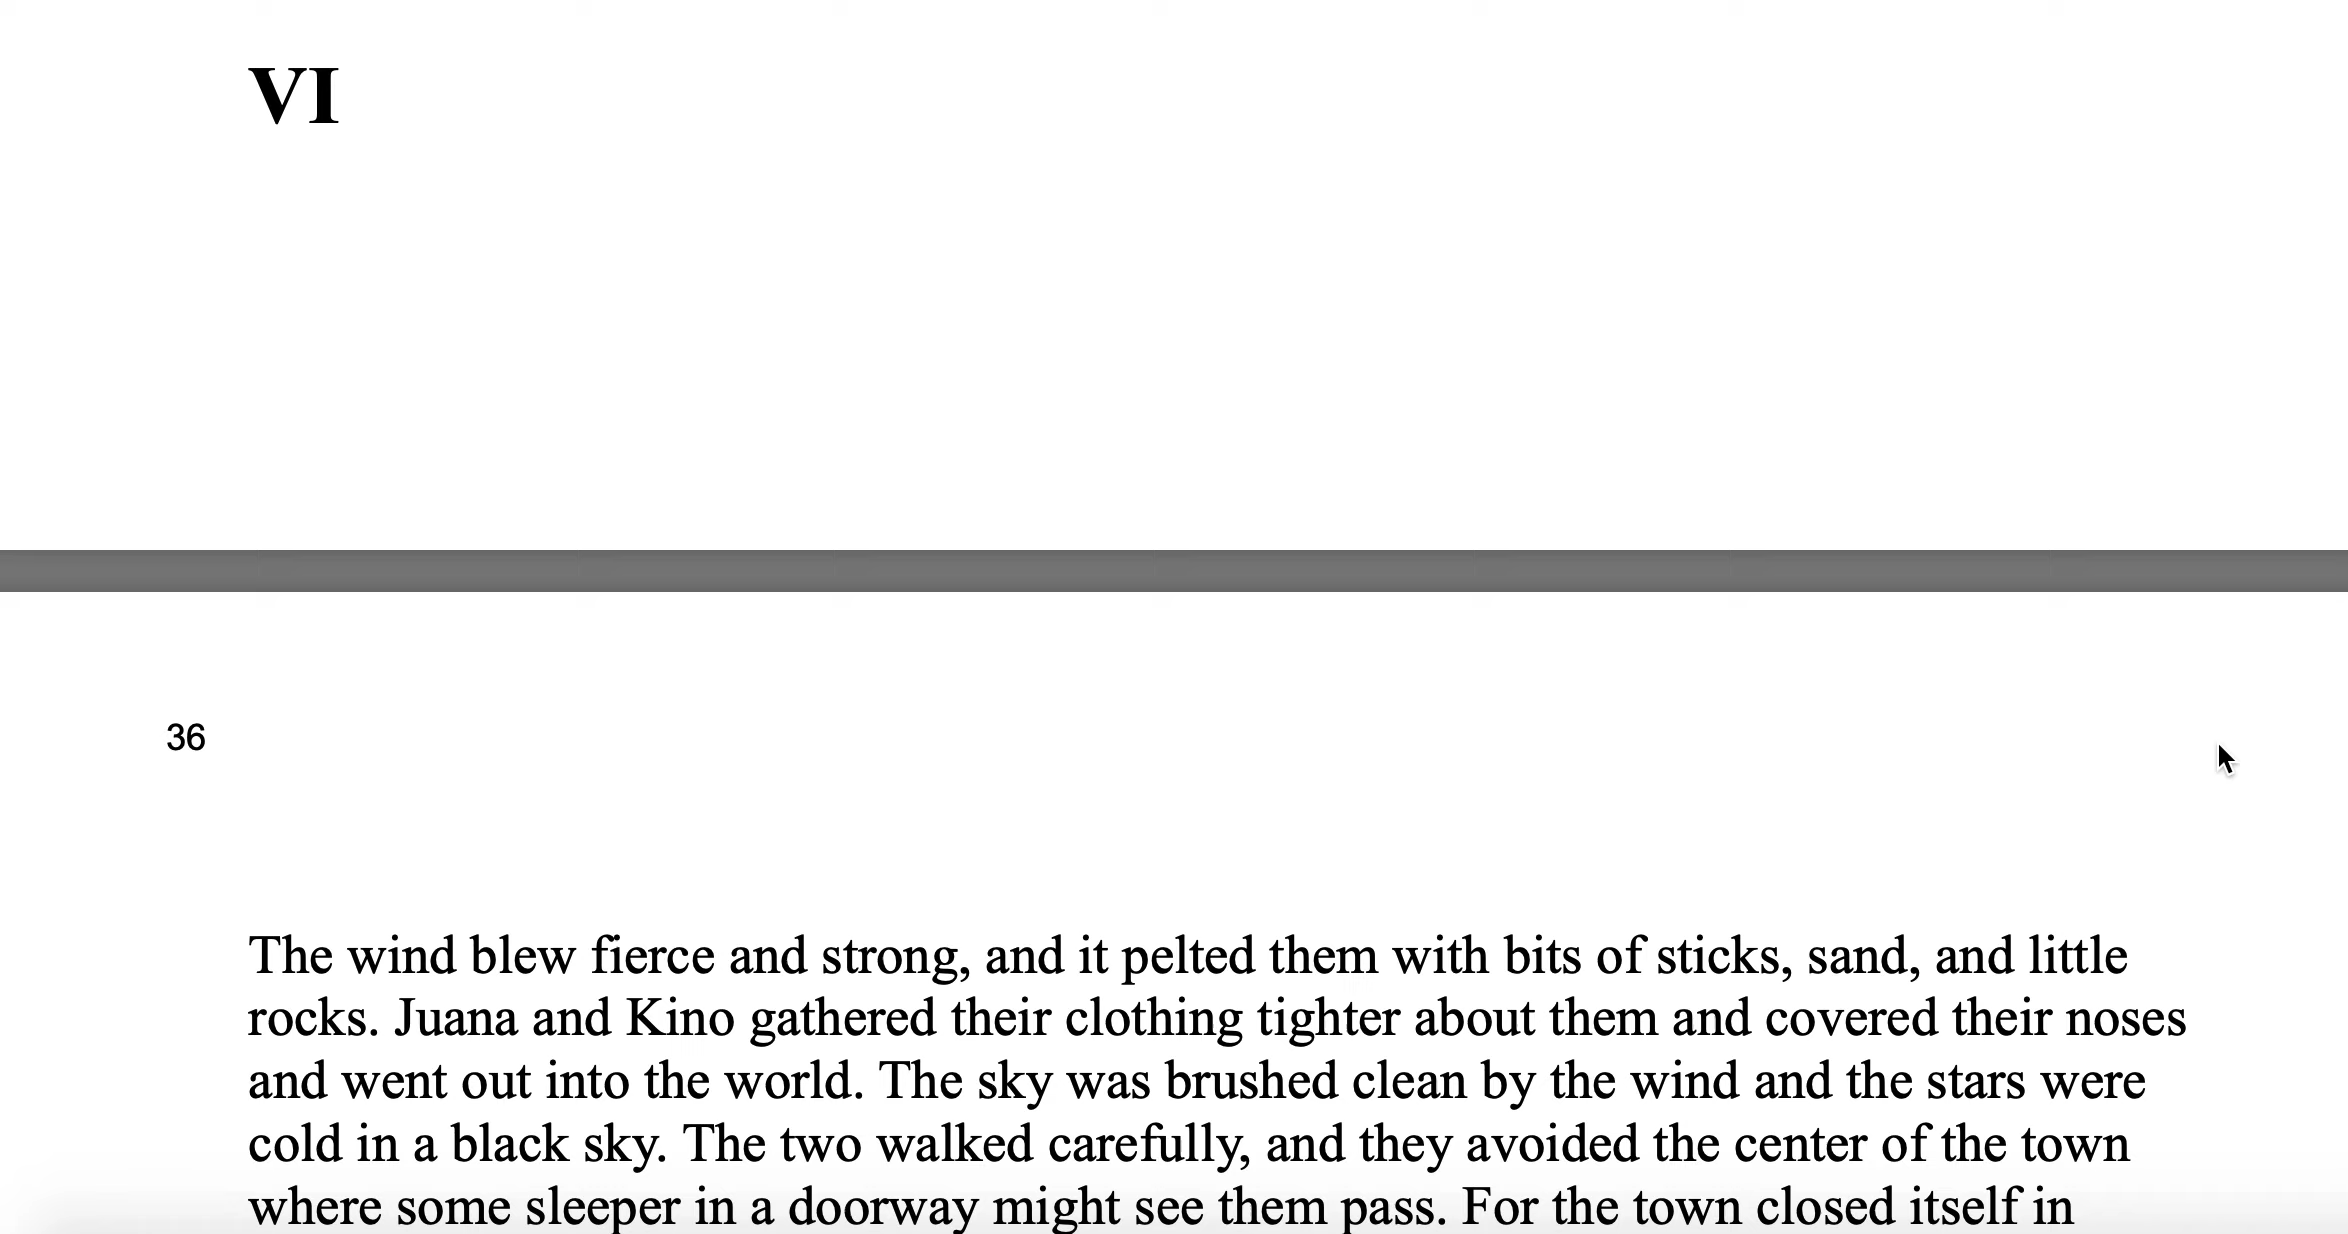 VI
36
The wind blew fierce and strong, and it pelted them with bits of sticks, sand, and little
rocks. Juana and Kino gathered their clothing tighter about them and covered their noses
and went out into the world. The sky was brushed clean by the wind and the stars were
cold in a black sky. The two walked carefully, and they avoided the center of the town
where some sleeper in a doorway might see them pass. For the town closed itself in